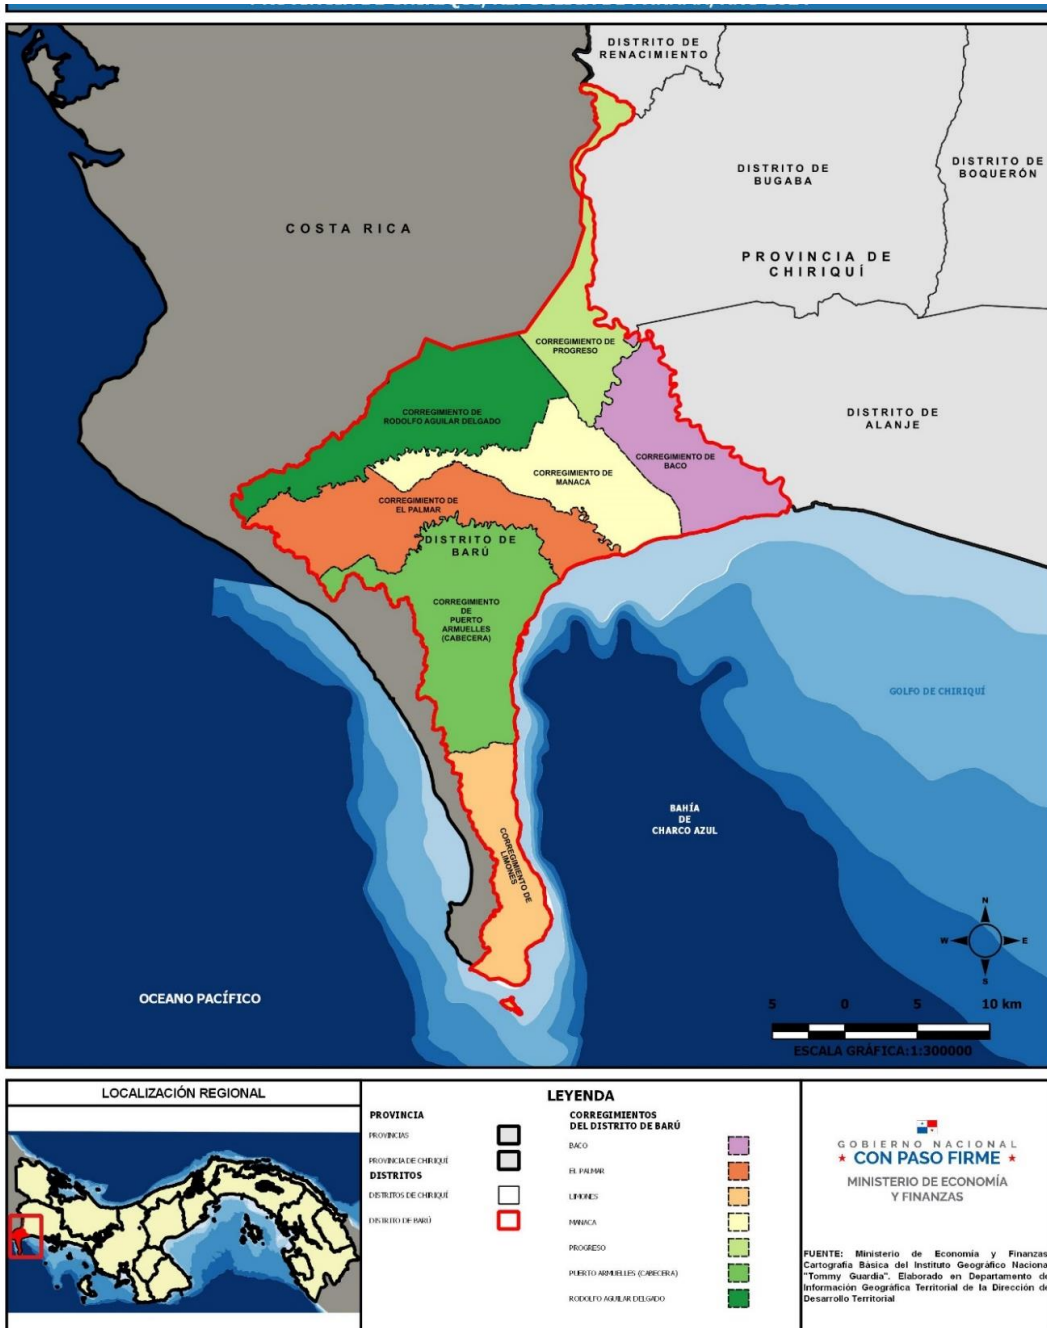 DISTRITO DE
RENACIMIENTO
DISTRITO DE
BUGABA
DISTRITO DE
BOQUERÓN
COSTA RICA
PROVINCIA DE
CHIRIQUÍ
CORREGIMIENTO DE
PROGRESO
CORREGIMIENTO DE
RODOLFO AGUILAR DELGADO
DISTRITO DE
ALANJE
CORREGIMIENTO DE
BACO
CORREGIMIENTO DE
MANACA
CORREGIMIENTO DE
EL PALMAR
DISTRITO DE
BARÚ
CORREGIMIENTO
DE
PUERTO
ARMUELLES
(CABECERA)
GOLFO DE CHIRIQUÍ
BAHÍA
DE
CHARCO AZUL
CORREGIMIENTO DE
LIMONES
OCEANO PACÍFICO
N
W E
S
5 0 5 10 km
ESCALA GRÁFICA:1:300000
LOCALIZACIÓN REGIONAL
LEYENDA
PROVINCIA
PROVINCIAS
PROVINCIA DE CHIRIQUÍ
DISTRITOS
DISTRITOS DE CHIRIQUÍ
DISTRITO DE BARÚ
CORREGIMIENTOS
DEL DISTRITO DE BARÚ
BACO
EL PALMAR
LIMONES
MANACA
PROGRESO
PUERTO ARMUELLES (CABECERA)
RODOLFO AGUILAR DELGADO
GOBIERNO NACIONAL
★ CON PASO FIRME ★
MINISTERIO DE ECONOMÍA
Y FINANZAS
FUENTE: Ministerio de Economía y Finanzas
Cartografía Básica del Instituto Geográfico Naciona
"Tommy Guardia". Elaborado en Departamento de
Información Geográfica Territorial de la Dirección de
Desarrollo Territorial